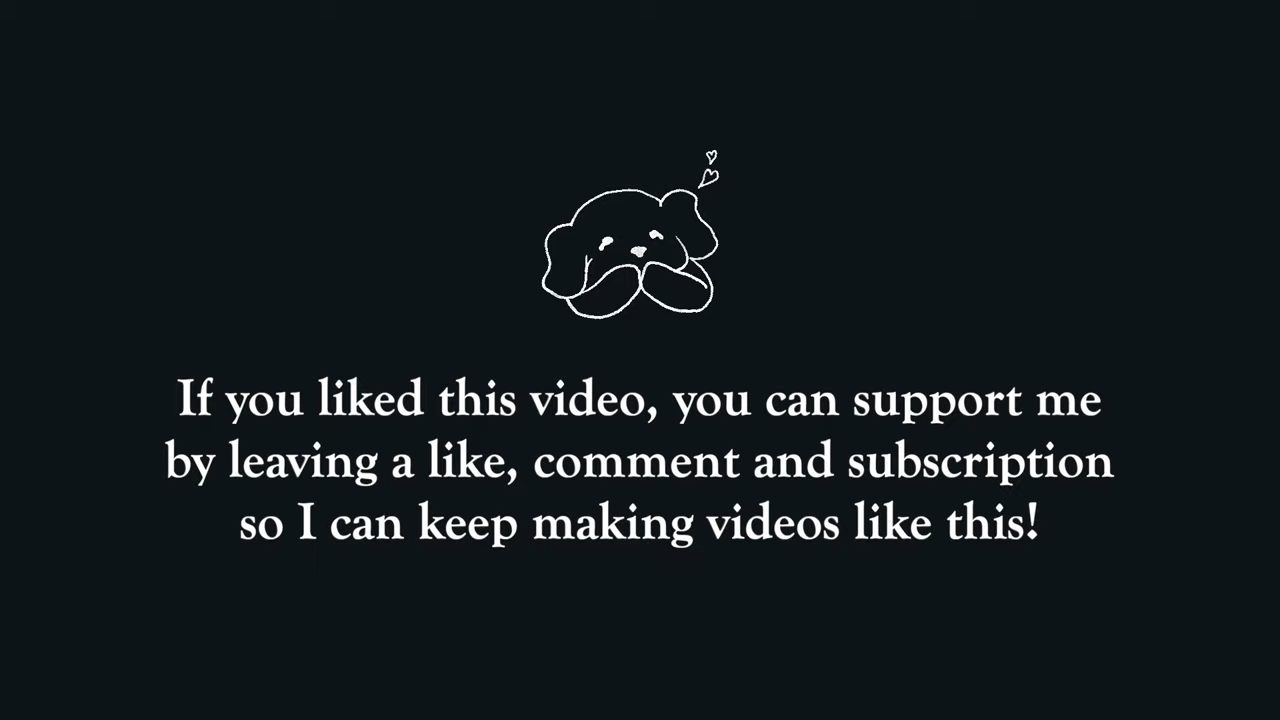 If you liked this video, you can support me
by leaving a like, comment and subscription
so I can keep making videos like this!